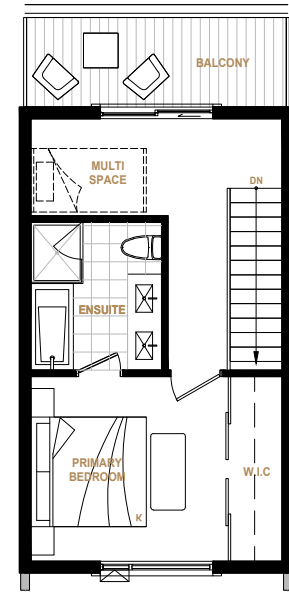 BALCONY
MULTI
SPACE
DN
ENSUITE
PRIMARY
BEDROOM
W.I.C
K